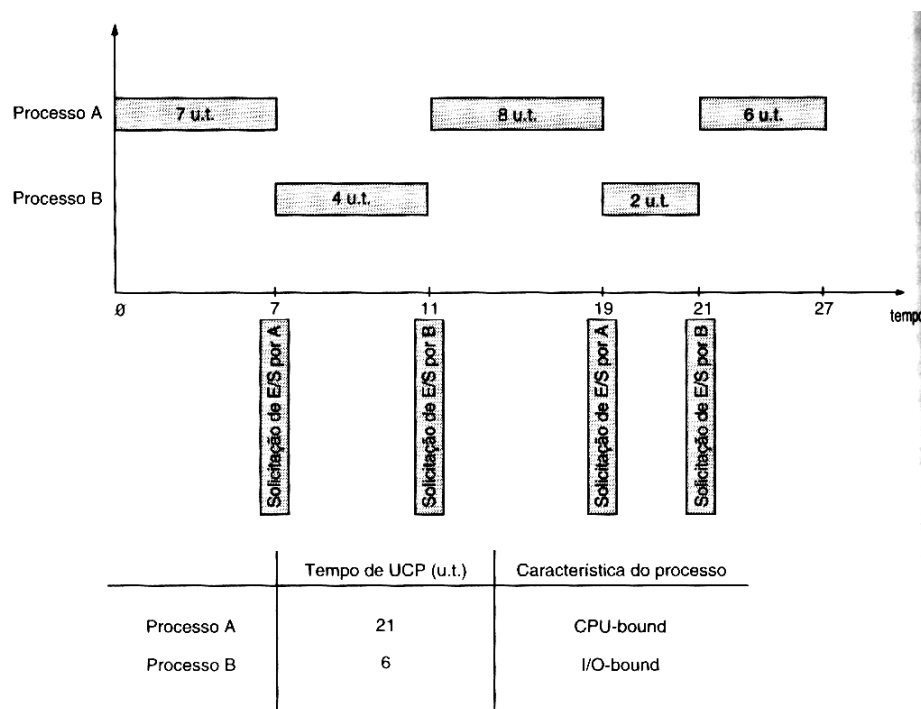 Processo A
7 u.t.
8 u.t.
6 u.t.
Processo B
4 u.t.
2 u.t.
Ø
7
11
19
21
27
tempo
Solicitação de E/S por A
Solicitação de E/S por B
Solicitação de E/S por A
Solicitação de E/S por B
Tempo de UCP (u.t.) Característica do processo
Processo A 21 CPU-bound
Processo B 6 I/O-bound